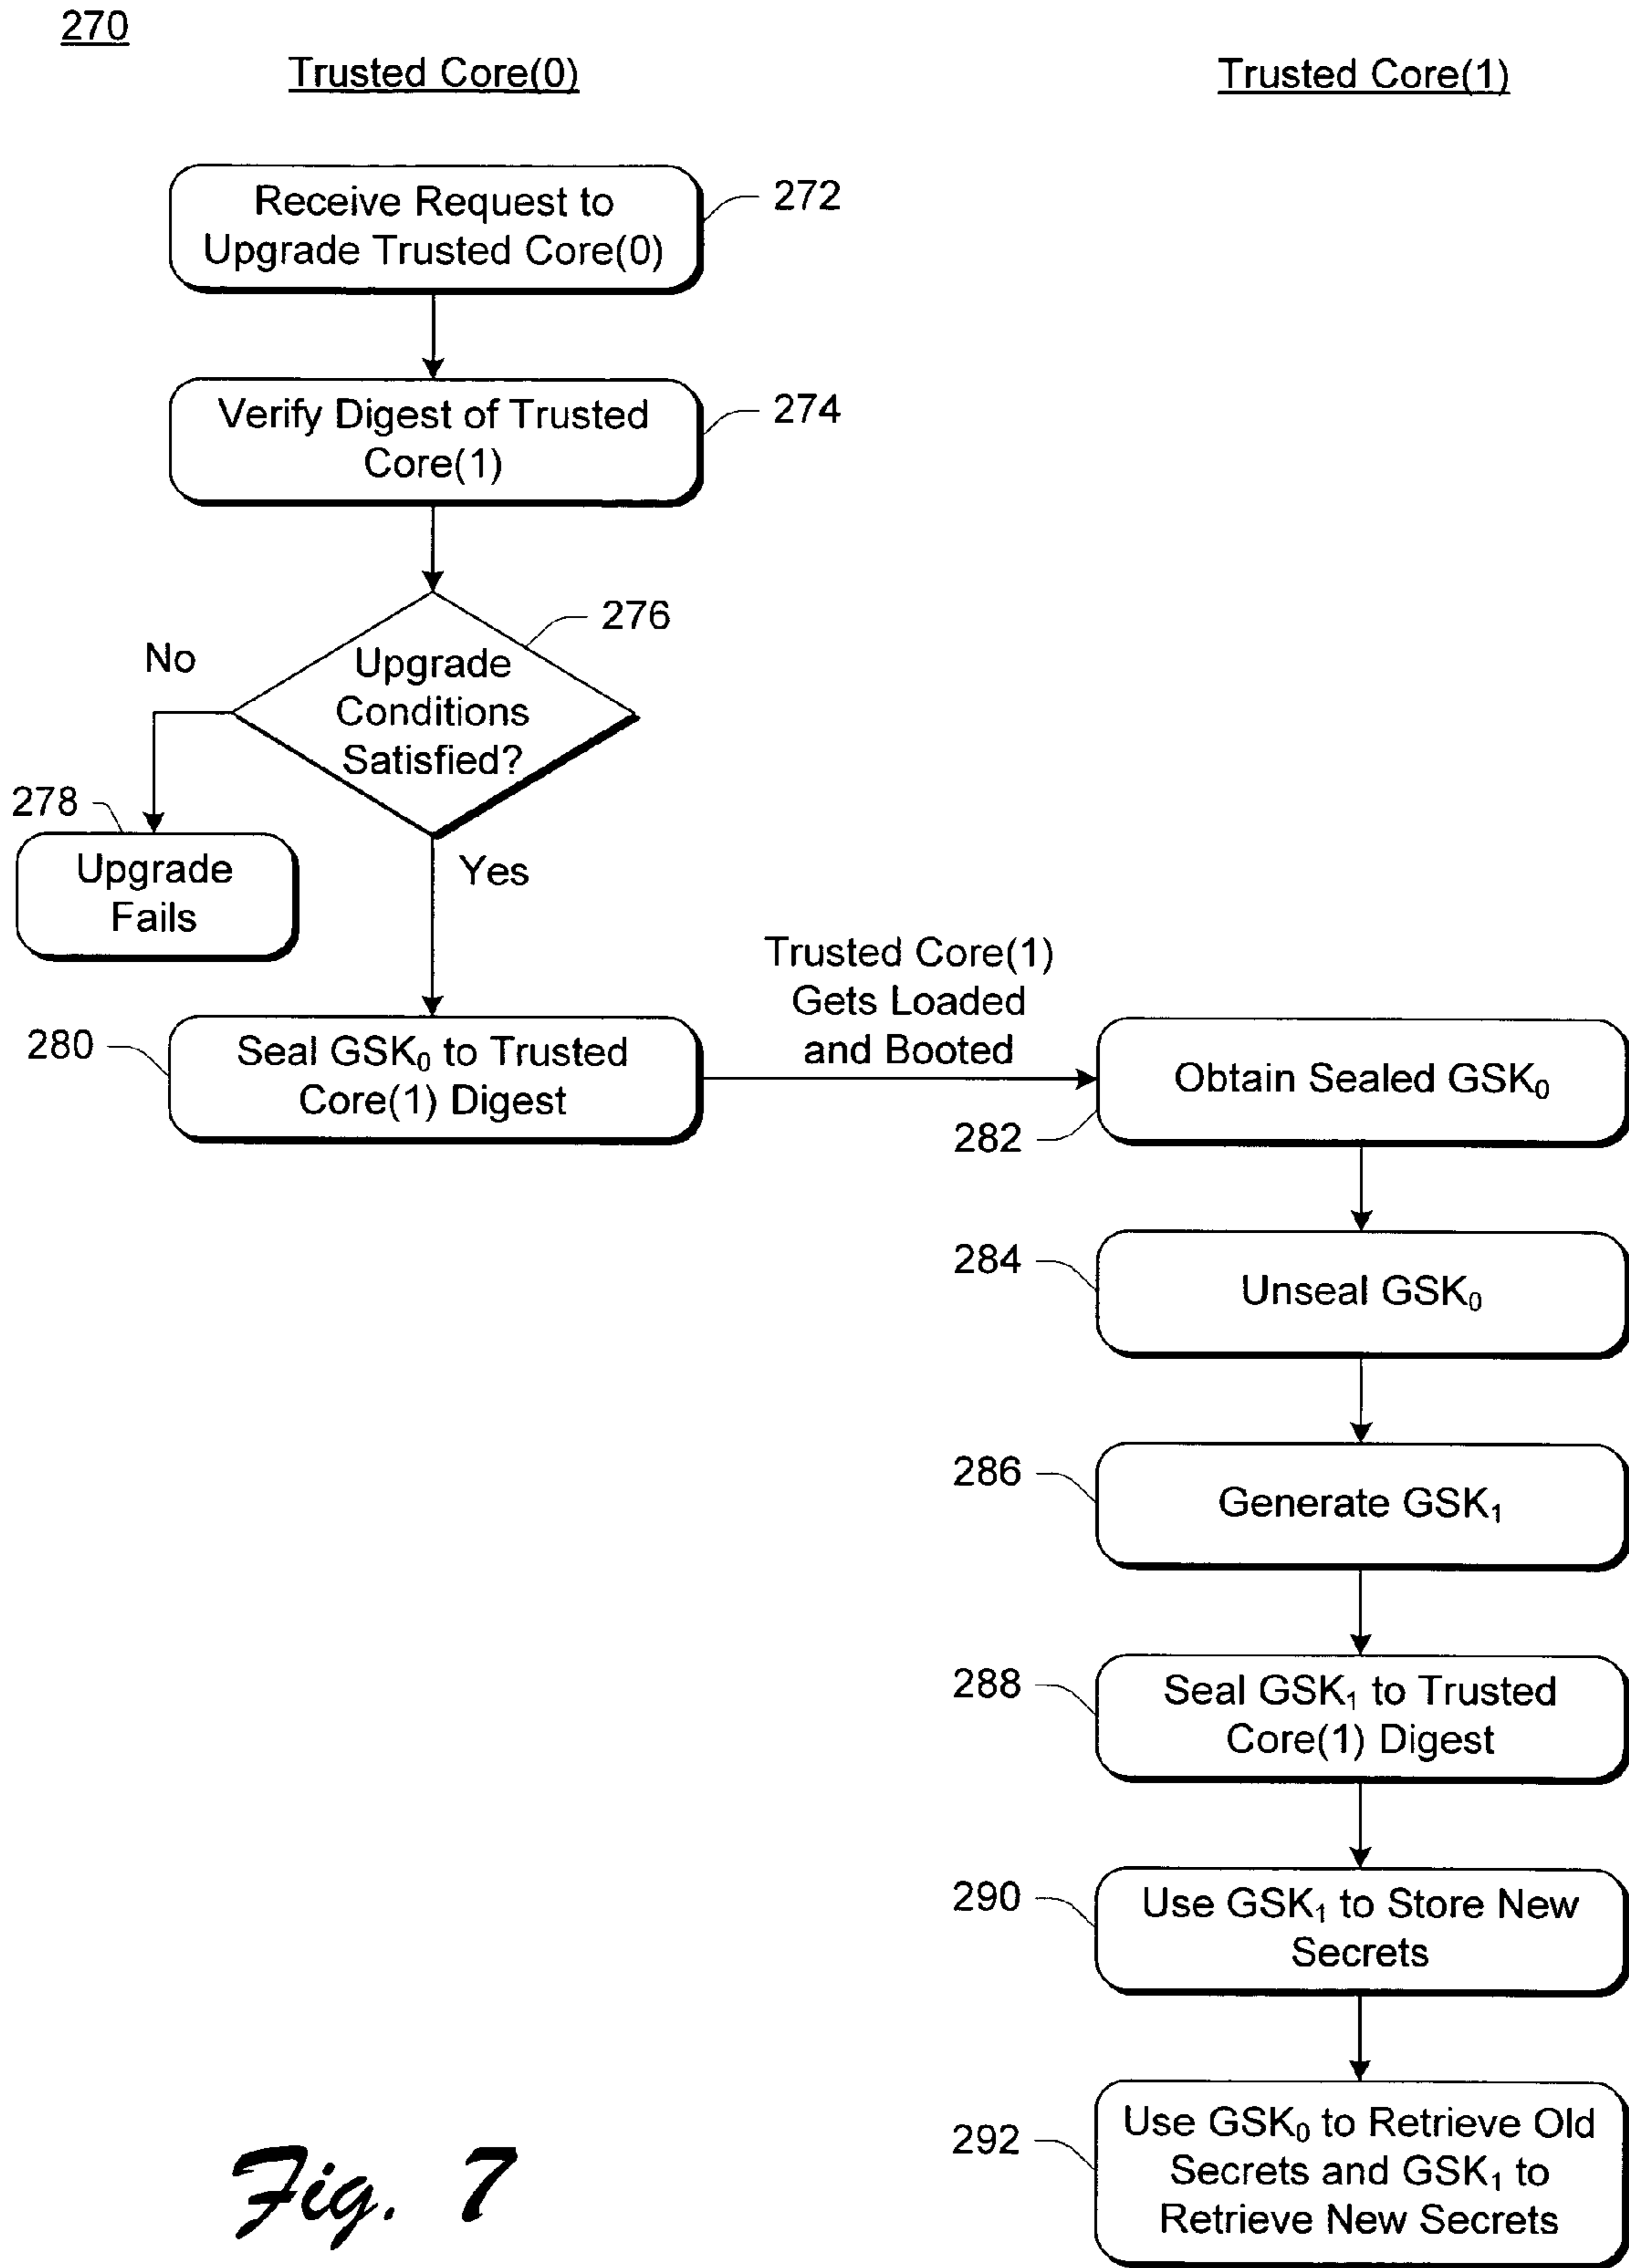 270
Trusted Core(0)
Trusted Core(1)
Receive Request to
Upgrade Trusted Core(0)
272
Verify Digest of Trusted
Core(1)
274
276
No
Upgrade
Conditions
Satisfied?
278
Upgrade
Fails
Yes
Trusted Core(1)
Gets Loaded
and Booted
280
Seal GSK₀ to Trusted
Core(1) Digest
Obtain Sealed GSK₀
282
284
Unseal GSK₀
286
Generate GSK₁
288
Seal GSK₁ to Trusted
Core(1) Digest
290
Use GSK₁ to Store New
Secrets
292
Use GSK₀ to Retrieve Old
Secrets and GSK₁ to
Retrieve New Secrets
Fig. 7